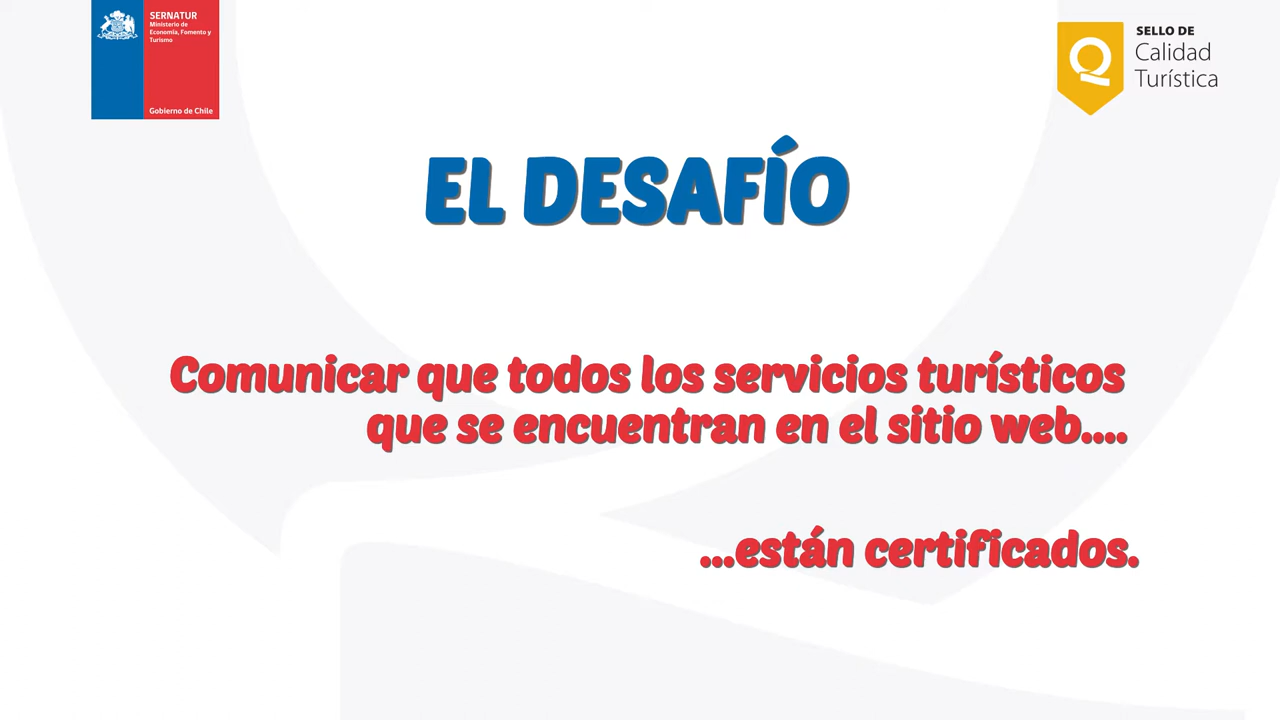 SERNATUR
Ministerio de
Economía, Fomento y
Turismo
Gobierno de Chile
SELLO DE
Calidad
Turística
EL DESAFÍO
Comunicar que todos los servicios turísticos
que se encuentran en el sitio web....
...están certificados.